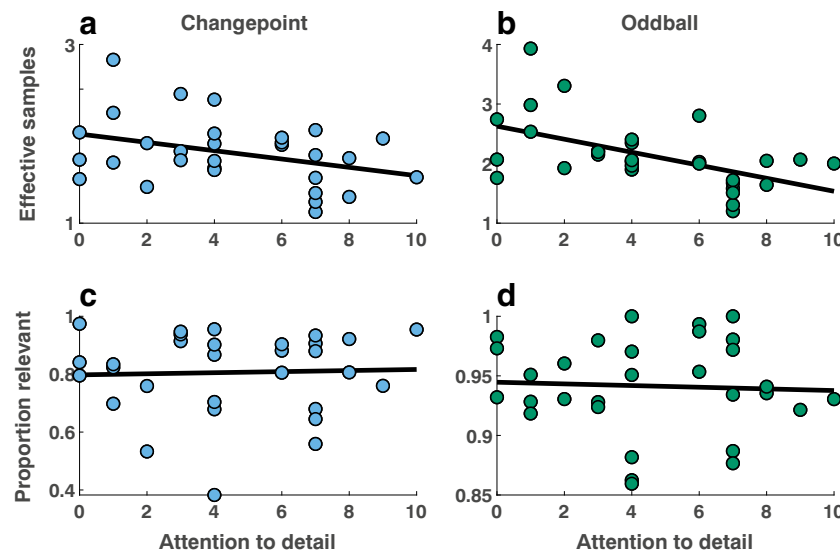 a
Changepoint
b
Oddball
Effective samples
3
1
0 2 4 6 8 10
4
3
2
1
0 2 4 6 8 10
c
d
Proportion relevant
1
0.8
0.6
0.4
0 2 4 6 8 10
Attention to detail
1
0.95
0.9
0.85
0 2 4 6 8 10
Attention to detail